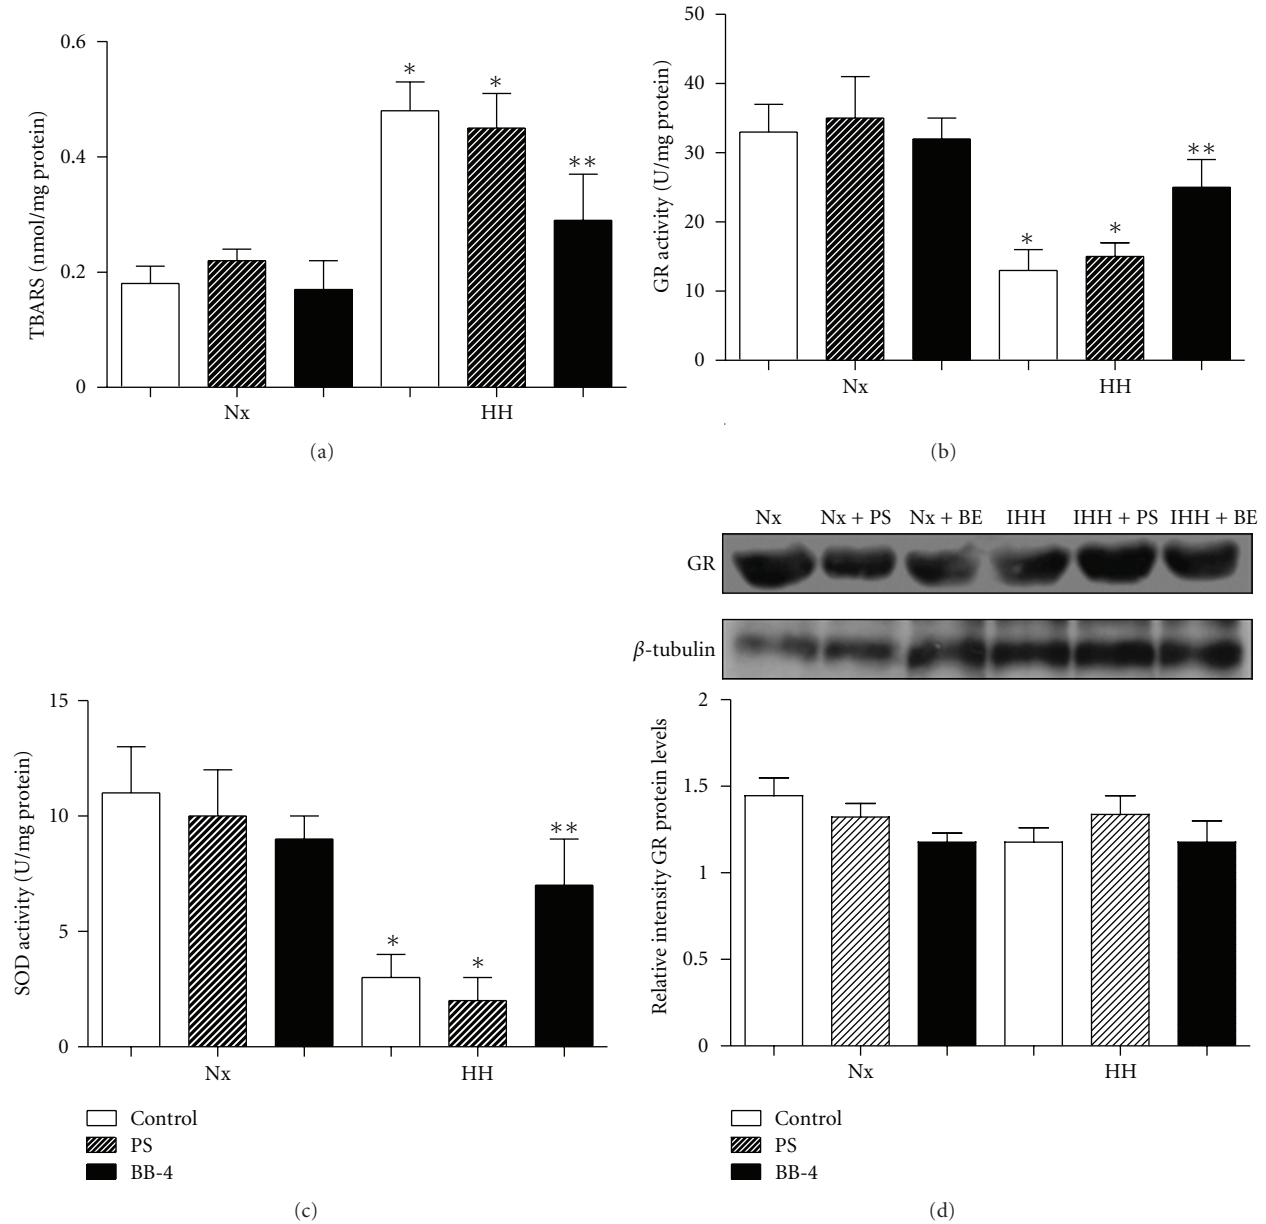 0.6
0.4
0.2
0
TBARS (nmol/mg protein)
*
*
**
Nx
HH
(a)
50
40
30
20
10
0
GR activity (U/mg protein)
*
*
**
Nx
HH
(b)
15
10
5
0
SOD activity (U/mg protein)
*
*
**
Nx
HH
Control
PS
BB-4
(c)
Nx Nx + PS Nx + BE IHH IHH + PS IHH + BE
GR
β-tubulin
2
1.5
1
0.5
0
Relative intensity GR protein levels
Nx
HH
Control
PS
BB-4
(d)